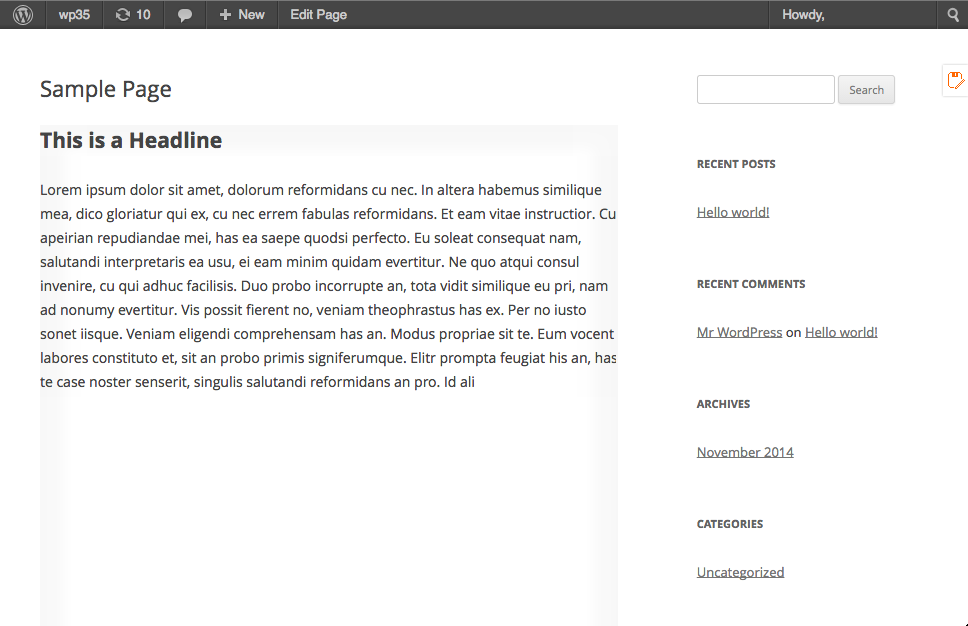 wp35 10 New Edit Page Howdy,
Sample Page
Search
This is a Headline
Lorem ipsum dolor sit amet, dolorum reformidans cu nec. In altera habemus similique
mea, dico gloriatur qui ex, cu nec errem fabulas reformidans. Et eam vitae instructior. Cu
apeirian repudiandae mei, has ea saepe quodsi perfecto. Eu soleat consequat nam,
salutandi interpretaris ea usu, ei eam minim quidam evertitur. Ne quo atqui consul
invenire, cu qui adhuc facilisis. Duo probo incorrupte an, tota vidit similique eu pri, nam
ad nonumy evertitur. Vis possit fierent no, veniam theophrastus has ex. Per no iusto
sonet iisque. Veniam eligendi comprehensam has an. Modus propriae sit te. Eum vocent
labores constituto et, sit an probo primis signiferumque. Elitr prompta feugiat his an, has
te case noster senserit, singulis salutandi reformidans an pro. Id ali
RECENT POSTS
Hello world!
RECENT COMMENTS
Mr WordPress on Hello world!
ARCHIVES
November 2014
CATEGORIES
Uncategorized